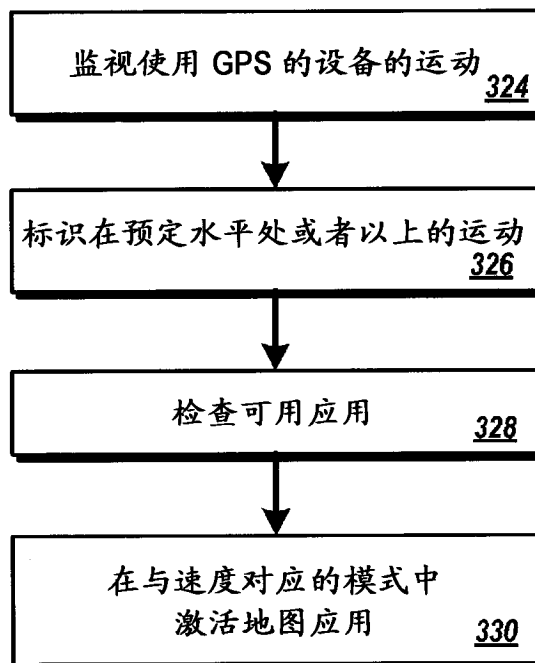 监视使用 GPS 的设备的运动
324
标识在预定水平处或者以上的运动
326
检查可用应用
328
在与速度对应的模式中
激活地图应用
330